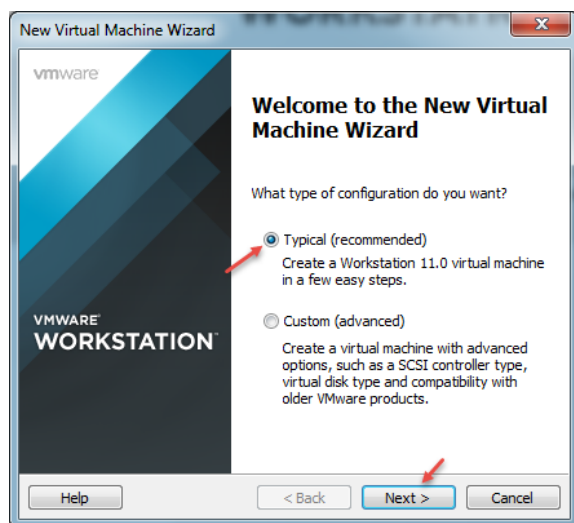 WORKSTATION
New Virtual Machine Wizard
vmware
Welcome to the New Virtual
Machine Wizard
What type of configuration do you want?
Typical (recommended)
Create a Workstation 11.0 virtual machine
in a few easy steps.
VMWARE®
WORKSTATION™
Custom (advanced)
Create a virtual machine with advanced
options, such as a SCSI controller type,
virtual disk type and compatibility with
older VMware products.
Help
< Back
Next >
Cancel